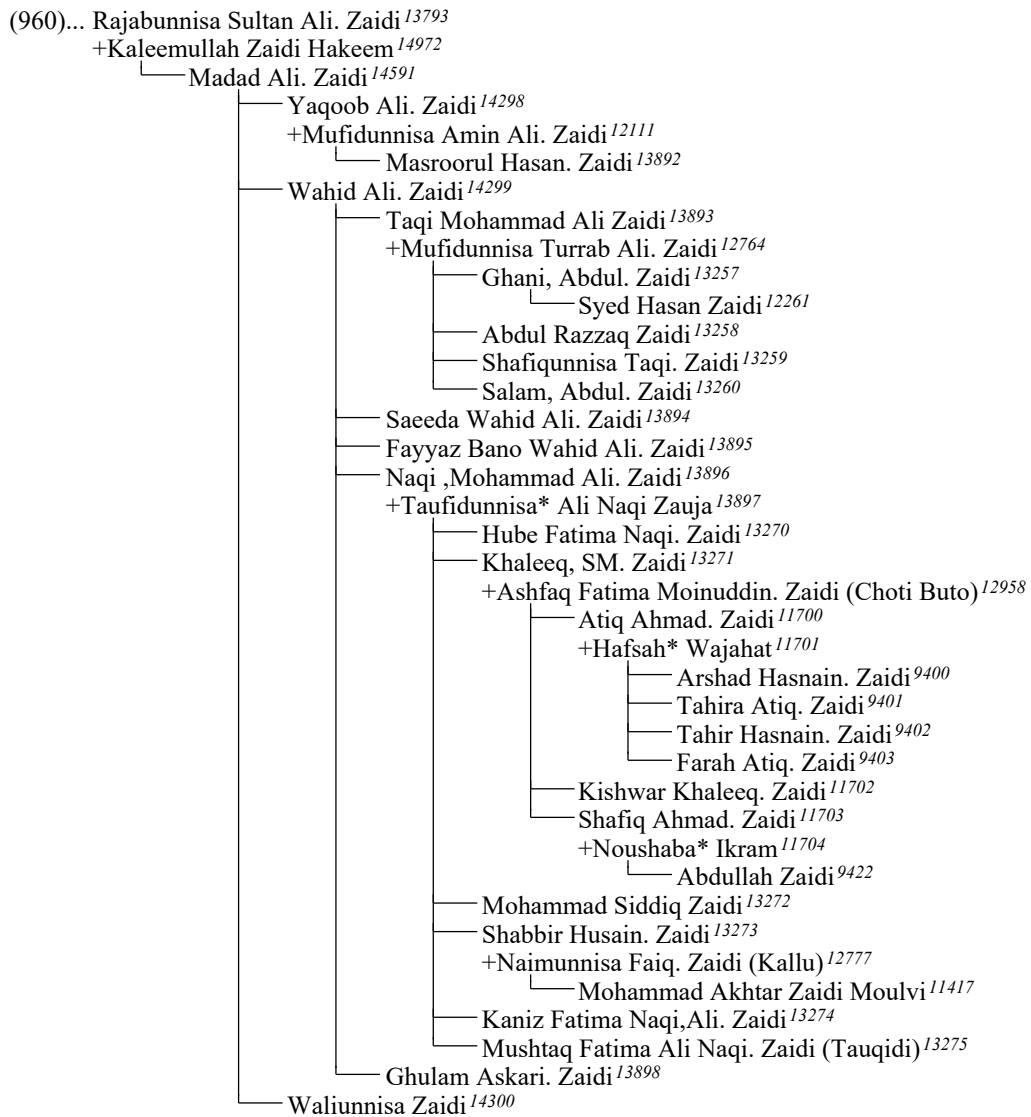 (960)... Rajabunnisa Sultan Ali. Zaidi 13793
+Kaleemullah Zaidi Hakeem 14972
Madad Ali. Zaidi 14591
Yaqoob Ali. Zaidi 14298
+Mufidunnisa Amin Ali. Zaidi 12111
Masroorul Hasan. Zaidi 13892
Wahid Ali. Zaidi 14299
Taqi Mohammad Ali Zaidi 13893
+Mufidunnisa Turrab Ali. Zaidi 12764
Ghani, Abdul. Zaidi 13257
Syed Hasan Zaidi 12261
Abdul Razzaq Zaidi 13258
Shafiqunnisa Taqi. Zaidi 13259
Salam, Abdul. Zaidi 13260
Saeeda Wahid Ali. Zaidi 13894
Fayyaz Bano Wahid Ali. Zaidi 13895
Naqi ,Mohammad Ali. Zaidi 13896
+Taufidunnisa* Ali Naqi Zauja 13897
Hube Fatima Naqi. Zaidi 13270
Khaleeq, SM. Zaidi 13271
+Ashfaq Fatima Moinuddin. Zaidi (Choti Buto) 12958
Atiq Ahmad. Zaidi 11700
+Hafsah* Wajahat 11701
Arshad Hasnain. Zaidi 9400
Tahira Atiq. Zaidi 9401
Tahir Hasnain. Zaidi 9402
Farah Atiq. Zaidi 9403
Kishwar Khaleeq. Zaidi 11702
Shafiq Ahmad. Zaidi 11703
+Noushaba* Ikram 11704
Abdullah Zaidi 9422
Mohammad Siddiq Zaidi 13272
Shabbir Husain. Zaidi 13273
+Naimunnisa Faiq. Zaidi (Kallu) 12777
Mohammad Akhtar Zaidi Moulvi 11417
Kaniz Fatima Naqi,Ali. Zaidi 13274
Mushtaq Fatima Ali Naqi. Zaidi (Tauqidi) 13275
Ghulam Askari. Zaidi 13898
Waliunnisa Zaidi 14300